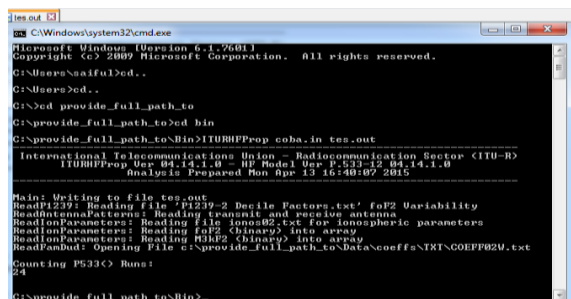 tes.out
C:\Windows\system32\cmd.exe
Microsoft Windows [Version 6.1.7601]
Copyright (c) 2009 Microsoft Corporation. All rights reserved.
C:\Users\saiful>cd..
C:\Users>cd..
C:\>cd provide_full_path_to
C:\provide_full_path_to>cd bin
C:\provide_full_path_to\Bin>ITURHFProp coba.in tes.out
International Telecommunications Union - Radiocommunication Sector (ITU-R)
ITURHFProp Ver 04.14.1.0 - HF Model Ver P.533-12 04.14.1.0
Analysis Prepared Mon Apr 13 16:40:07 2015
Main: Writing to file tes.out
ReadP1239: Reading file 'P1239-2 Decile Factors.txt' foF2 Variability
ReadAntennaPatterns: Reading transmit and receive antenna
ReadIonParameters: Reading file ionos02.txt for ionospheric parameters
ReadIonParameters: Reading foF2 (binary) into array
ReadIonParameters: Reading M3kF2 (binary) into array
ReadFamDud: Opening File c:\provide_full_path_to\Data\coeffs\TXT\COEFF02W.txt
Counting P533() Runs:
24
C:\provide_full_path_to\Bin>